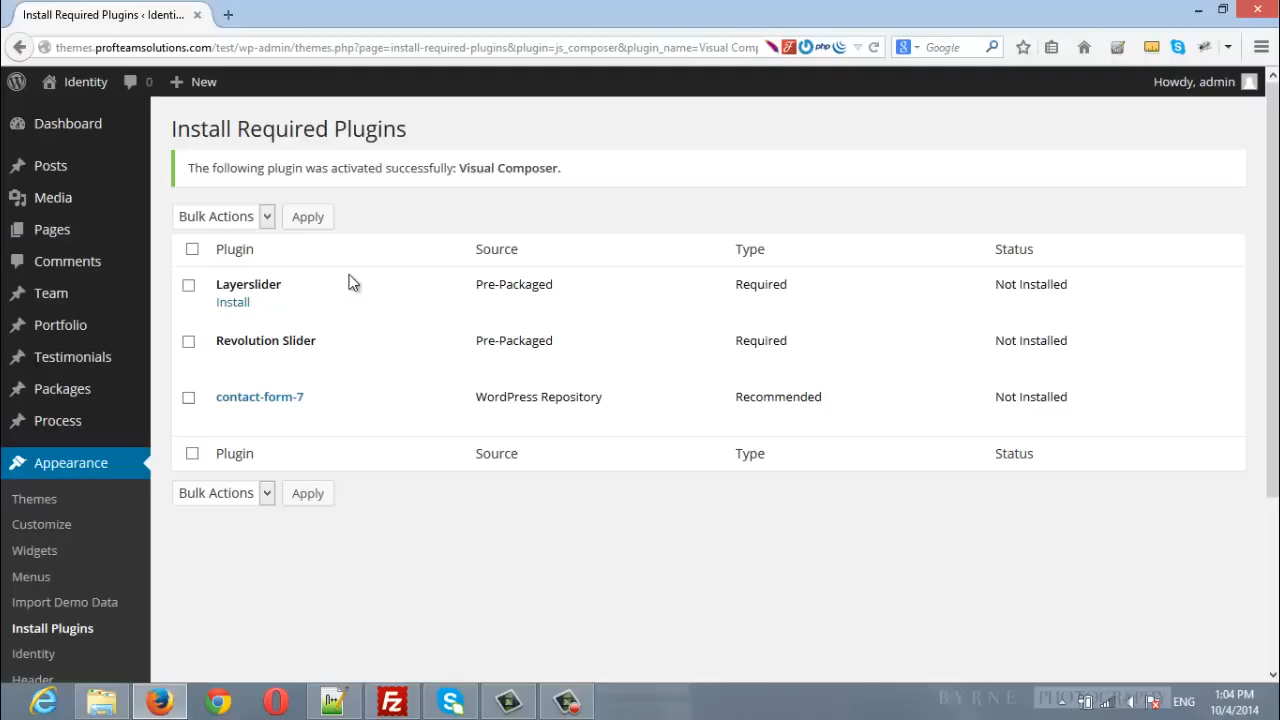 Install Required Plugins ‹ Identi...
themes.profteamsolutions.com/test/wp-admin/themes.php?page=install-required-plugins&plugin=js_composer&plugin_name=Visual Comp
php
Google
Identity 0 New
Howdy, admin
Dashboard
Posts
Media
Pages
Comments
Team
Portfolio
Testimonials
Packages
Process
Appearance
Themes
Customize
Widgets
Menus
Import Demo Data
Install Plugins
Identity
Header
Install Required Plugins
The following plugin was activated successfully: Visual Composer.
Bulk Actions Apply
Plugin Source Type Status
Layerslider Pre-Packaged Required Not Installed
Install
Revolution Slider Pre-Packaged Required Not Installed
contact-form-7 WordPress Repository Recommended Not Installed
Plugin Source Type Status
Bulk Actions Apply
BYRNE PHOTOGRAPHY
ENG
1:04 PM
10/4/2014